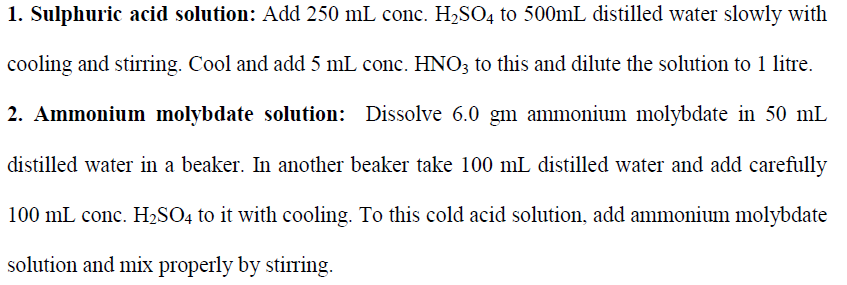 1. Sulphuric acid solution: Add 250 mL conc. H₂SO₄ to 500mL distilled water slowly with
cooling and stirring. Cool and add 5 mL conc. HNO₃ to this and dilute the solution to 1 litre.
2. Ammonium molybdate solution: Dissolve 6.0 gm ammonium molybdate in 50 mL
distilled water in a beaker. In another beaker take 100 mL distilled water and add carefully
100 mL conc. H₂SO₄ to it with cooling. To this cold acid solution, add ammonium molybdate
solution and mix properly by stirring.